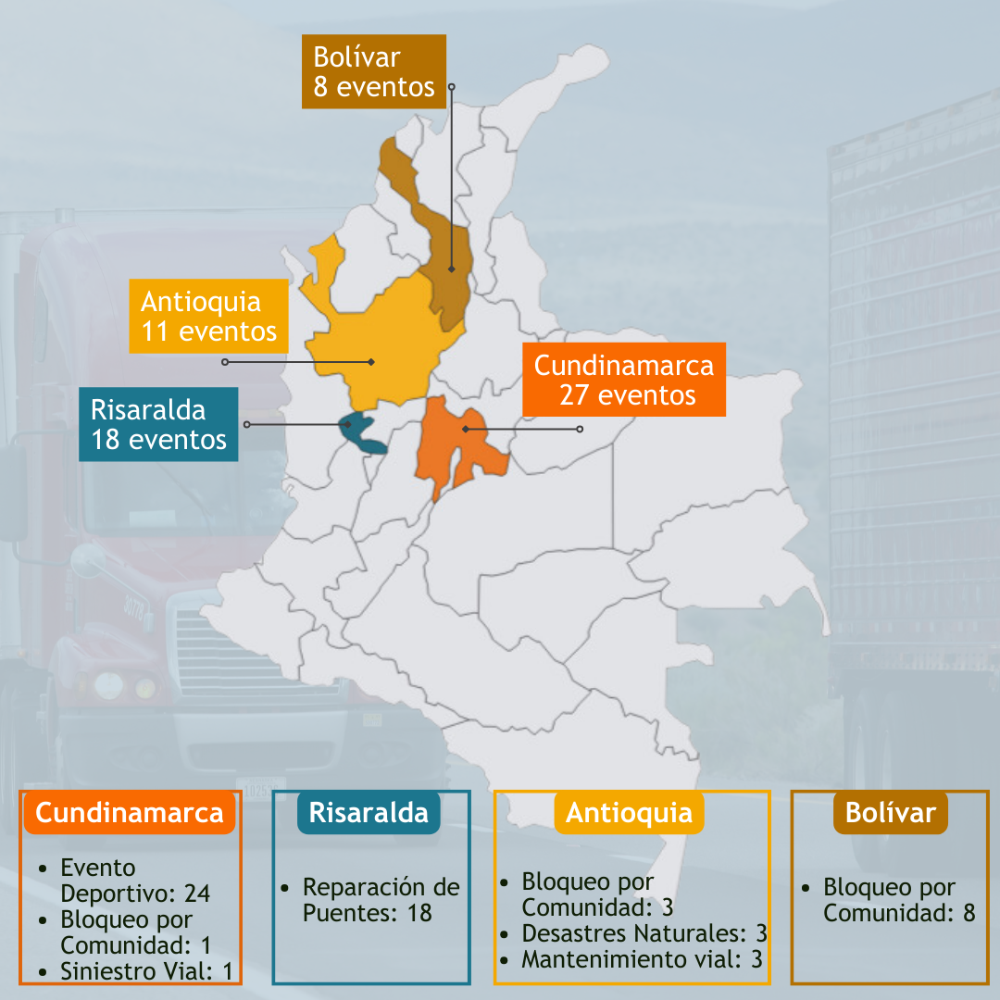 Bolívar
8 eventos
Antioquia
11 eventos
Cundinamarca
27 eventos
Risaralda
18 eventos
Cundinamarca
• Evento
Deportivo: 24
• Bloqueo por
Comunidad: 1
• Siniestro Vial: 1
Risaralda
• Reparación de
Puentes: 18
Antioquia
• Bloqueo por
Comunidad: 3
• Desastres Naturales: 3
• Mantenimiento vial: 3
Bolívar
• Bloqueo por
Comunidad: 8